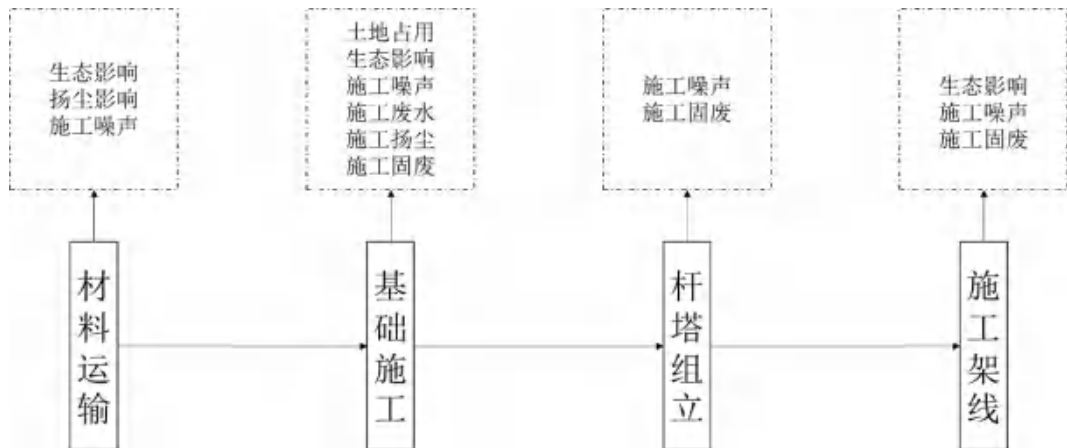 生态影响
扬尘影响
施工噪声
土地占用
生态影响
施工噪声
施工废水
施工扬尘
施工固废
施工噪声
施工固废
生态影响
施工噪声
施工固废
材料运输
基础施工
杆塔组立
施工架线